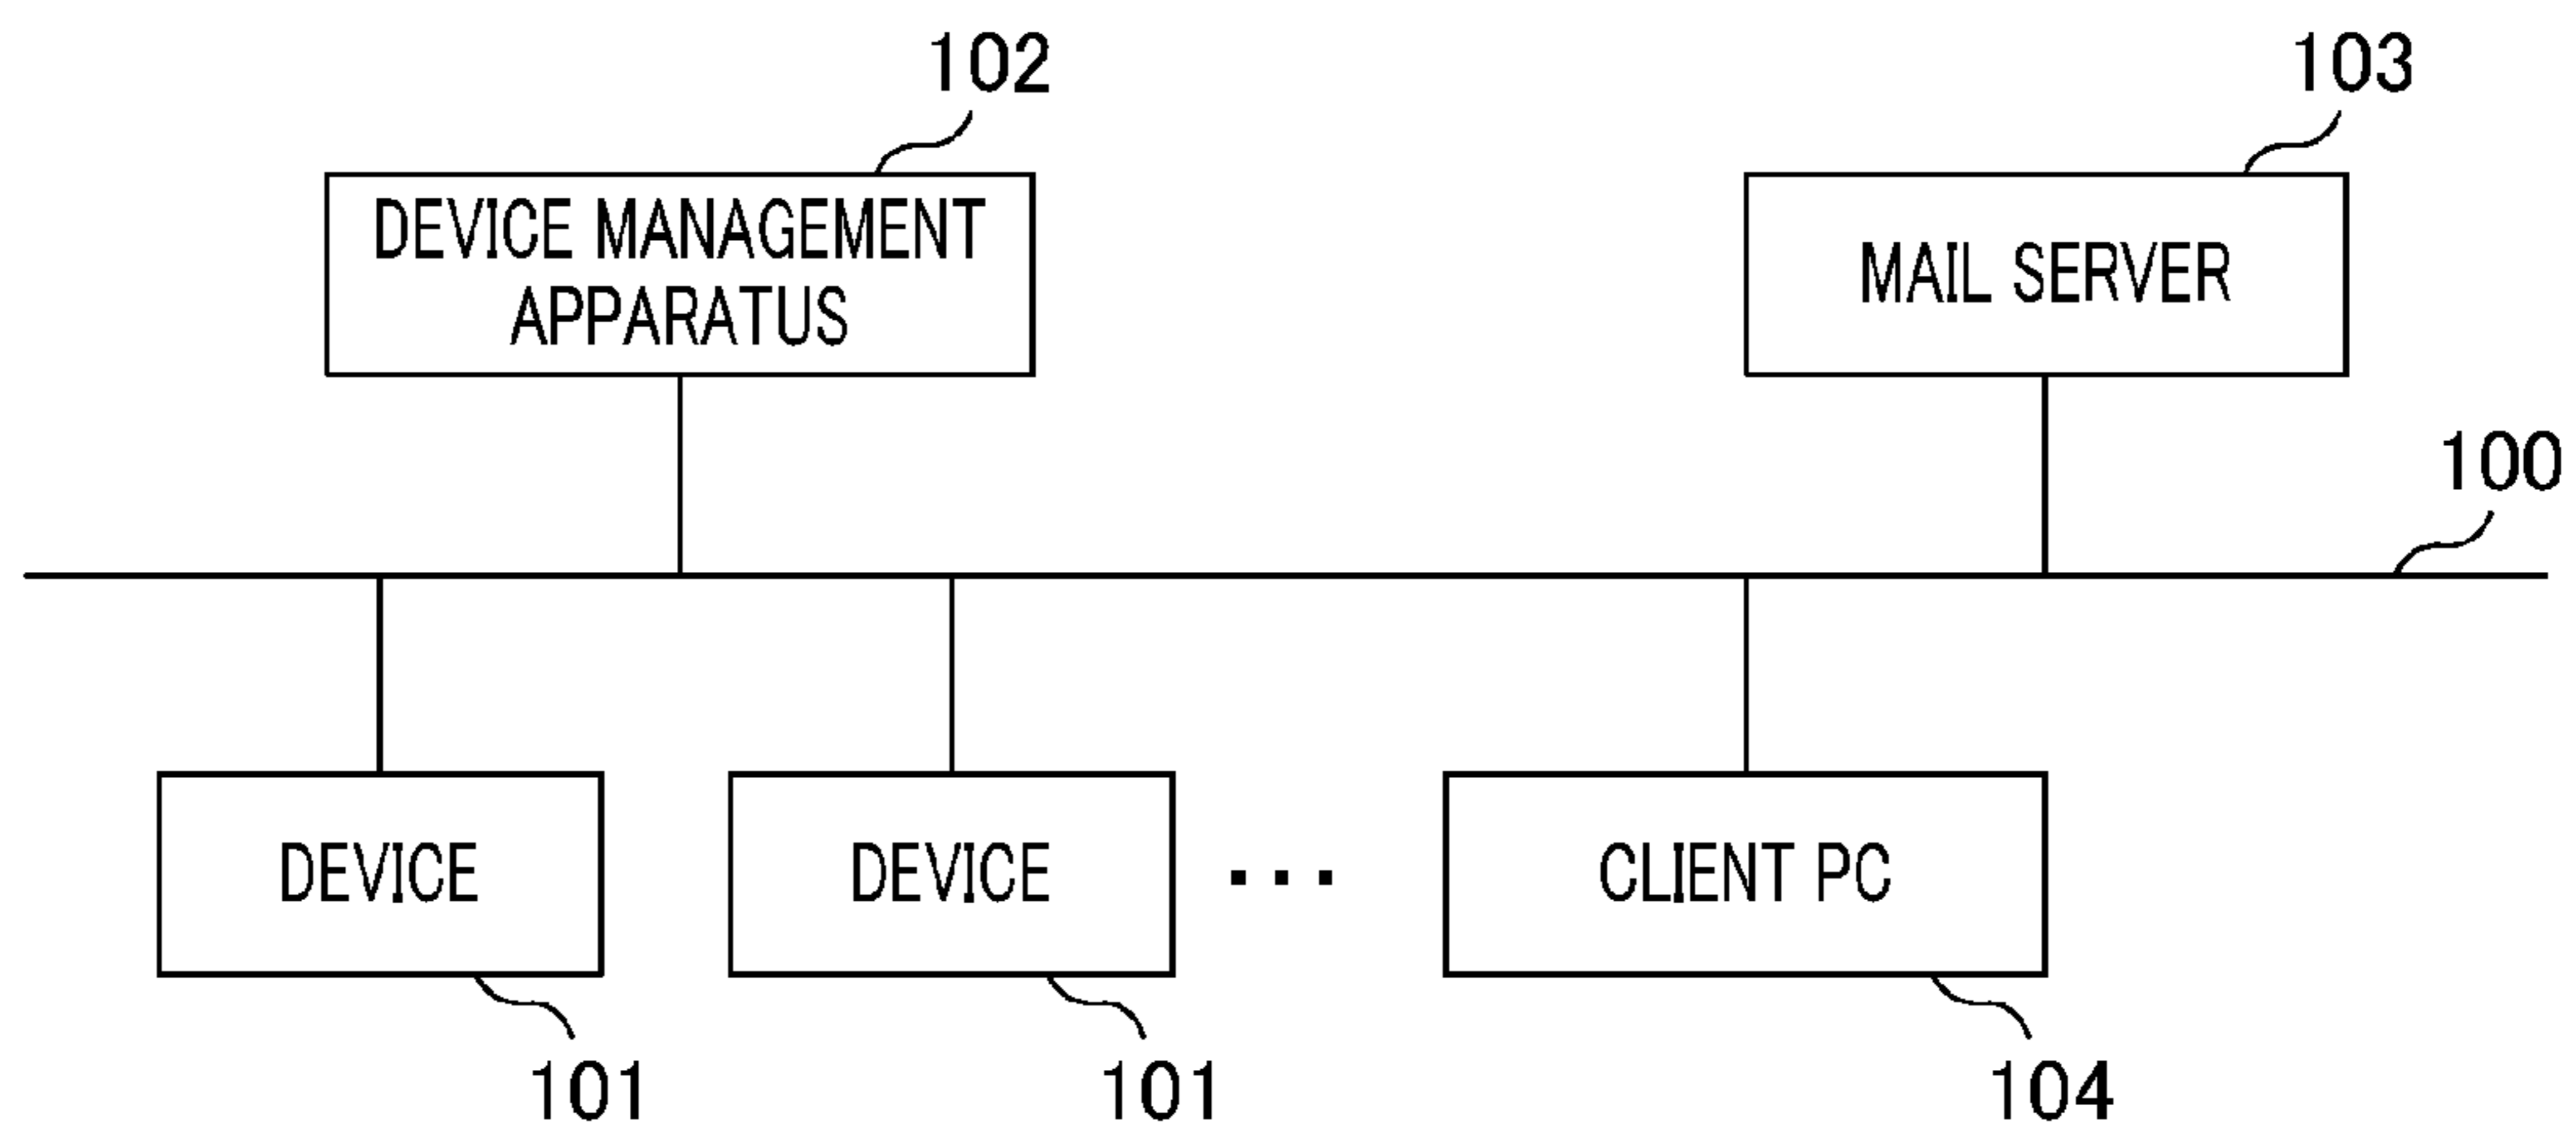 102
103
DEVICE MANAGEMENT
APPARATUS
MAIL SERVER
100
DEVICE
DEVICE
...
CLIENT PC
101
101
104